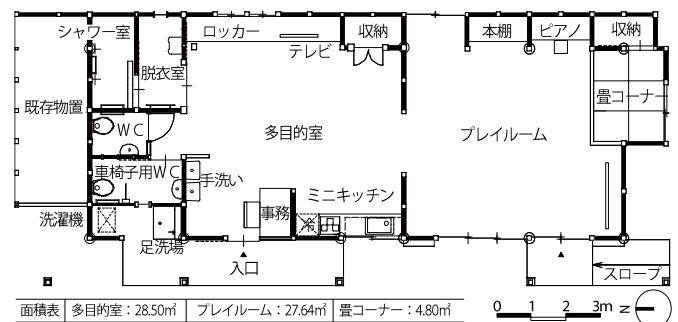 シャワー室
ロッカー
収納
本棚
ピアノ
収納
テレビ
脱衣室
畳コーナー
既存物置
WC
多目的室
プレイルーム
車椅子用WC
手洗い
ミニキッチン
事務
洗濯機
足洗場
入口
スロープ
面積表 多目的室：28.50㎡ プレイルーム：27.64㎡ 畳コーナー：4.80㎡
0 1 2 3m
N